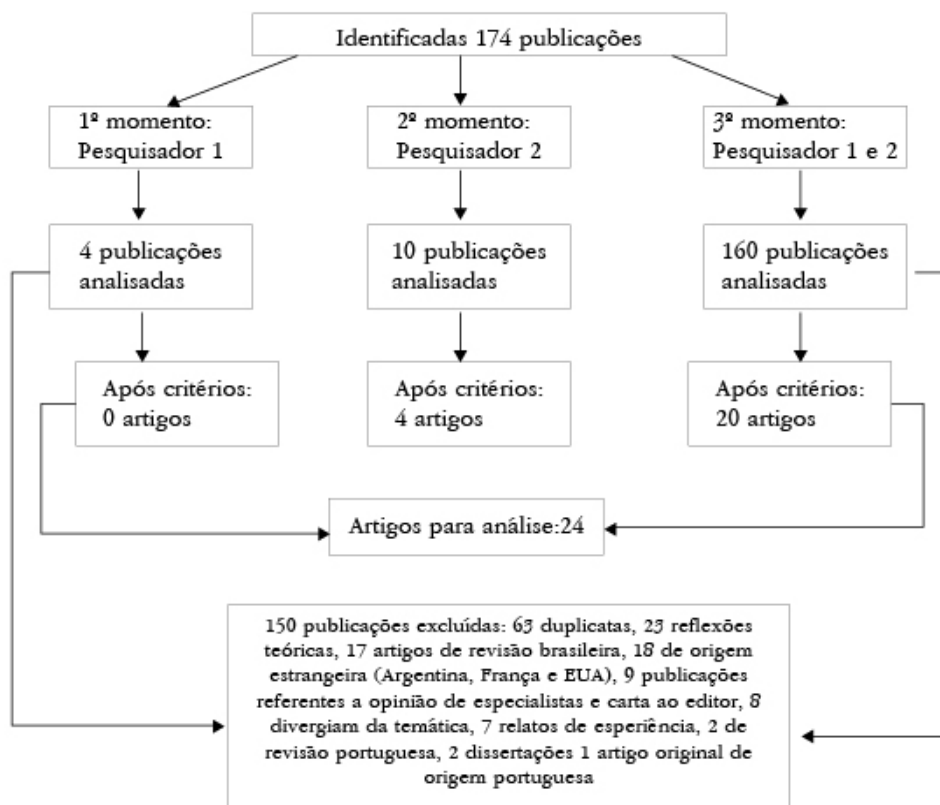 Identificadas 174 publicações
1º momento:
Pesquisador 1
2º momento:
Pesquisador 2
3º momento:
Pesquisador 1 e 2
4 publicações
analisadas
10 publicações
analisadas
160 publicações
analisadas
Após critérios:
0 artigos
Após critérios:
4 artigos
Após critérios:
20 artigos
Artigos para análise:24
150 publicações excluídas: 63 duplicatas, 23 reflexões
teóricas, 17 artigos de revisão brasileira, 18 de origem
estrangeira (Argentina, França e EUA), 9 publicações
referentes a opinião de especialistas e carta ao editor, 8
divergiam da temática, 7 relatos de esperiência, 2 de
revisão portuguesa, 2 dissertações 1 artigo original de
origem portuguesa